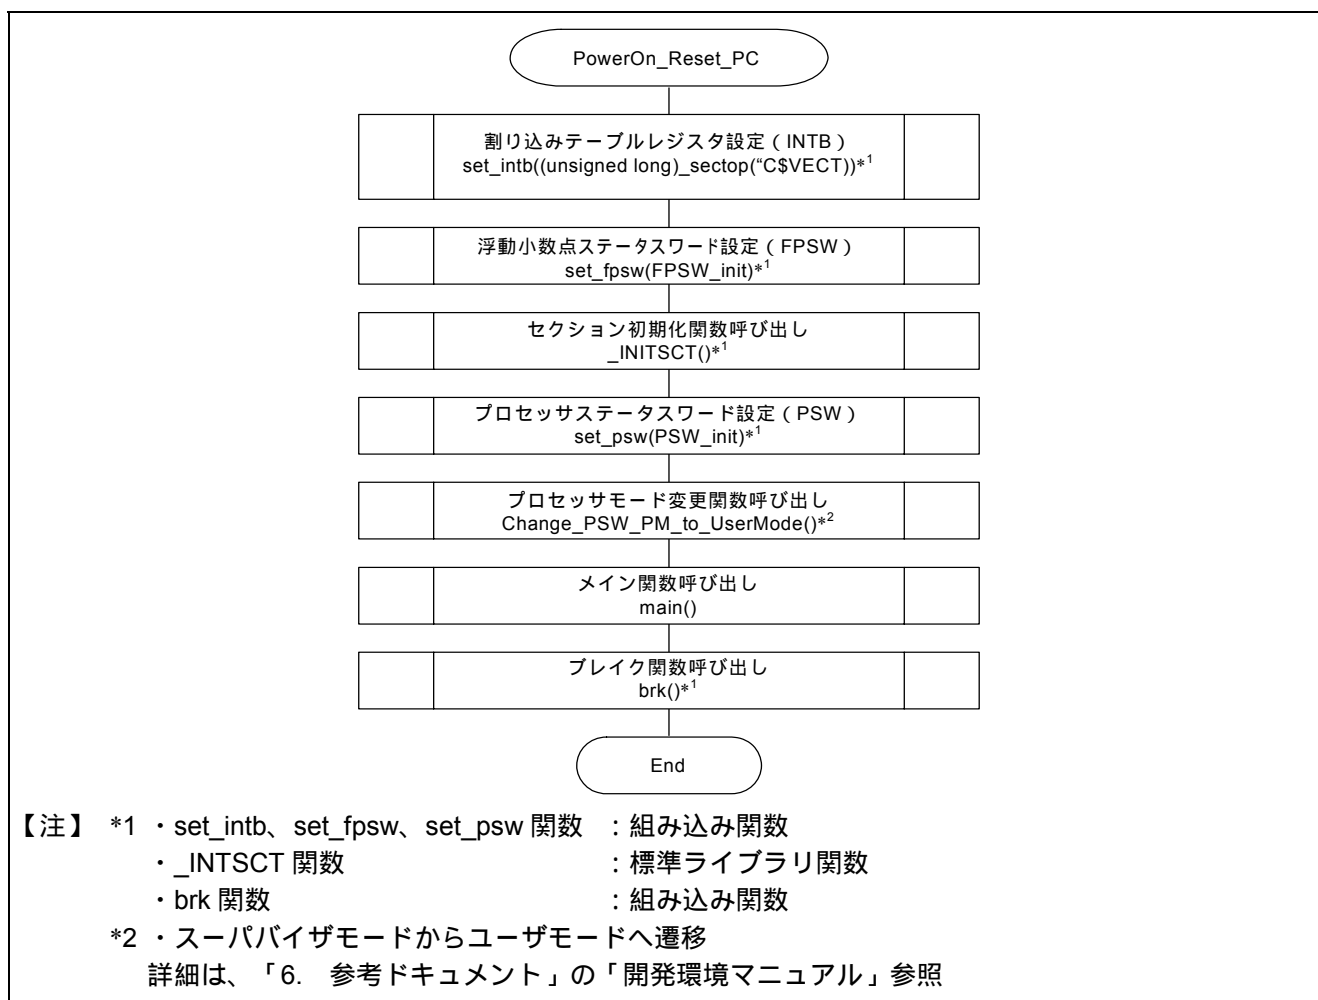 PowerOn_Reset_PC
割り込みテーブルレジスタ設定（INTB）
set_intb((unsigned long)_sectop(“C$VECT))*1
浮動小数点ステータスワード設定（FPSW）
set_fpsw(FPSW_init)*1
セクション初期化関数呼び出し
_INITSCT()*1
プロセッサステータスワード設定（PSW）
set_psw(PSW_init)*1
プロセッサモード変更関数呼び出し
Change_PSW_PM_to_UserMode()*2
メイン関数呼び出し
main()
ブレイク関数呼び出し
brk()*1
End
【注】 *1 ・set_intb、set_fpsw、set_psw 関数 ：組み込み関数
・_INTSCT 関数 ：標準ライブラリ関数
・brk 関数 ：組み込み関数
*2 ・スーパバイザモードからユーザモードへ遷移
詳細は、「6. 参考ドキュメント」の「開発環境マニュアル」参照